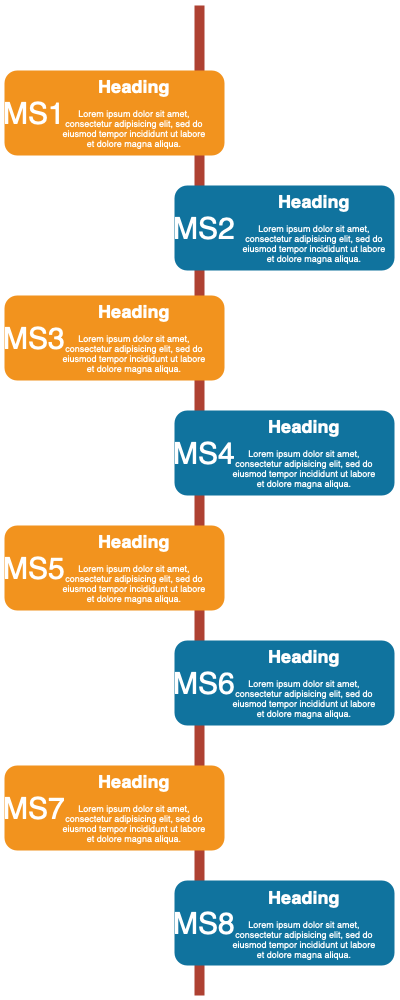 Heading
MS1
Lorem ipsum dolor sit amet,
consectetur adipisicing elit, sed do
eiusmod tempor incididunt ut labore
et dolore magna aliqua.
Heading
MS2
Lorem ipsum dolor sit amet,
consectetur adipisicing elit, sed do
eiusmod tempor incididunt ut labore
et dolore magna aliqua.
Heading
MS3
Lorem ipsum dolor sit amet,
consectetur adipisicing elit, sed do
eiusmod tempor incididunt ut labore
et dolore magna aliqua.
Heading
MS4
Lorem ipsum dolor sit amet,
consectetur adipisicing elit, sed do
eiusmod tempor incididunt ut labore
et dolore magna aliqua.
Heading
MS5
Lorem ipsum dolor sit amet,
consectetur adipisicing elit, sed do
eiusmod tempor incididunt ut labore
et dolore magna aliqua.
Heading
MS6
Lorem ipsum dolor sit amet,
consectetur adipisicing elit, sed do
eiusmod tempor incididunt ut labore
et dolore magna aliqua.
Heading
MS7
Lorem ipsum dolor sit amet,
consectetur adipisicing elit, sed do
eiusmod tempor incididunt ut labore
et dolore magna aliqua.
Heading
MS8
Lorem ipsum dolor sit amet,
consectetur adipisicing elit, sed do
eiusmod tempor incididunt ut labore
et dolore magna aliqua.